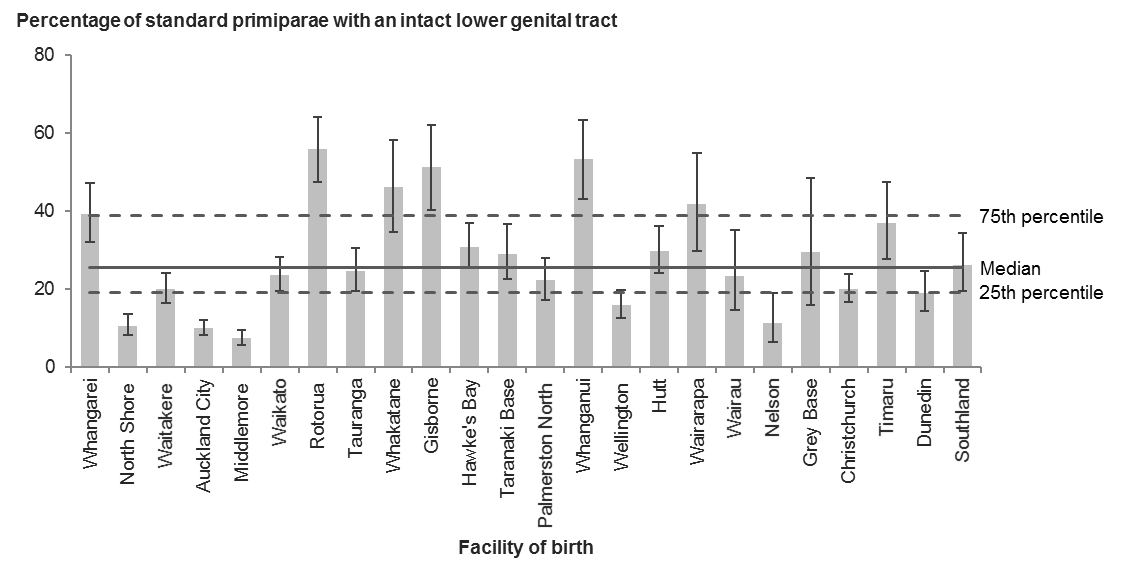 Percentage of standard primiparae with an intact lower genital tract
80
60
40
20
0
75th percentile
Median
25th percentile
Whangarei
North Shore
Waitakere
Auckland City
Middlemore
Waikato
Rotorua
Tauranga
Whakatane
Gisborne
Hawke's Bay
Taranaki Base
Palmerston North
Whanganui
Wellington
Hutt
Wairarapa
Wairau
Nelson
Grey Base
Christchurch
Timaru
Dunedin
Southland
Facility of birth